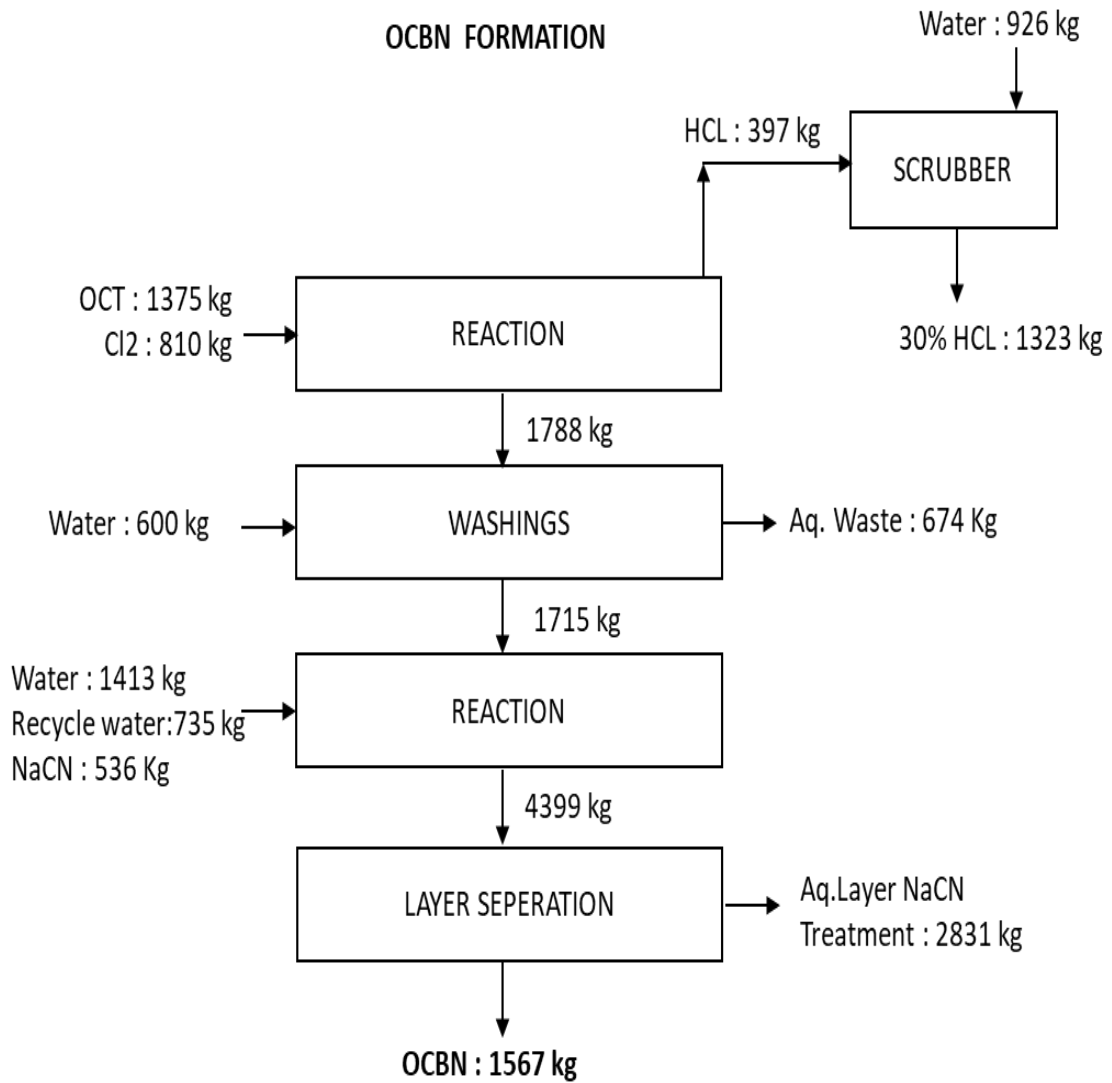 OCBN FORMATION
Water : 926 kg
HCL : 397 kg
SCRUBBER
OCT : 1375 kg
Cl2 : 810 kg
REACTION
30% HCL : 1323 kg
1788 kg
Water : 600 kg
WASHINGS
Aq. Waste : 674 Kg
1715 kg
Water : 1413 kg
Recycle water:735 kg
NaCN : 536 Kg
REACTION
4399 kg
LAYER SEPERATION
Aq.Layer NaCN
Treatment : 2831 kg
OCBN : 1567 kg